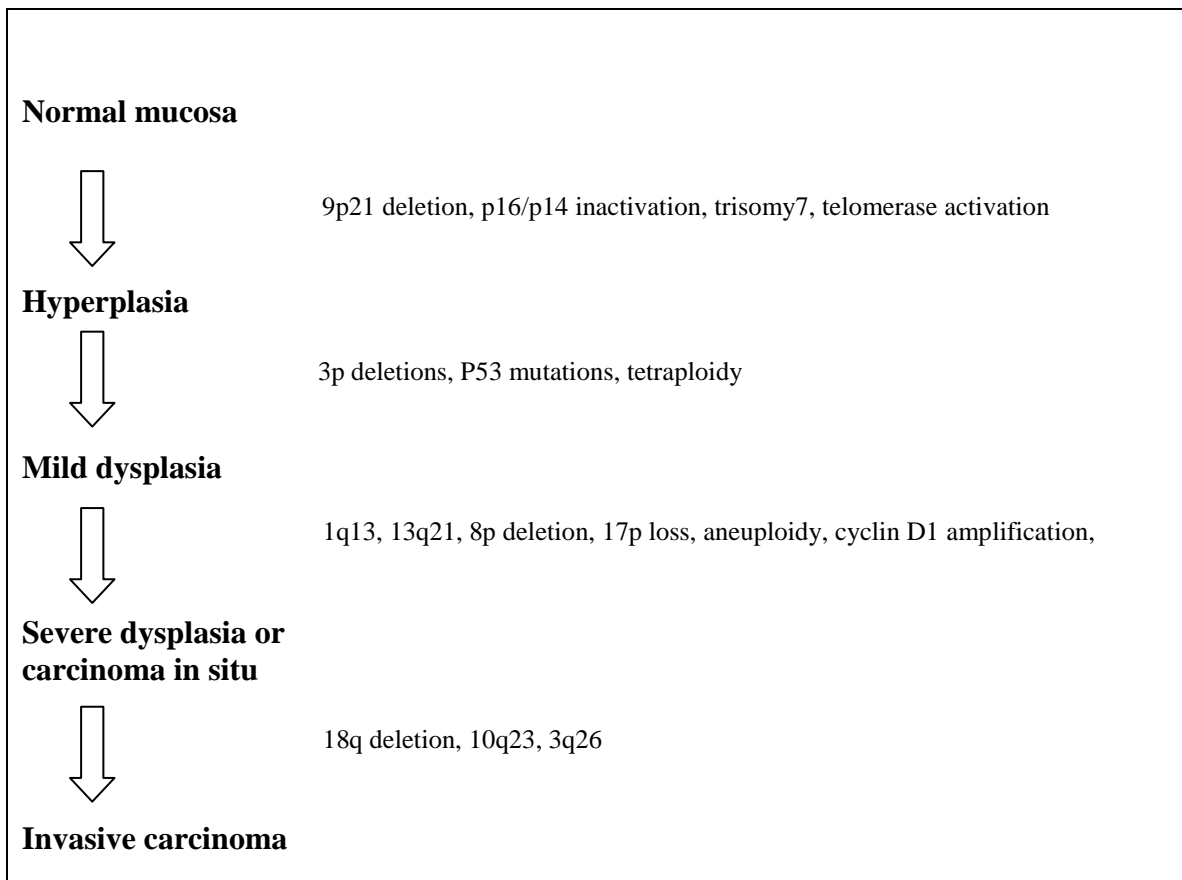 Normal mucosa
9p21 deletion, p16/p14 inactivation, trisomy7, telomerase activation
Hyperplasia
3p deletions, P53 mutations, tetraploidy
Mild dysplasia
1q13, 13q21, 8p deletion, 17p loss, aneuploidy, cyclin D1 amplification,
Severe dysplasia or
carcinoma in situ
18q deletion, 10q23, 3q26
Invasive carcinoma